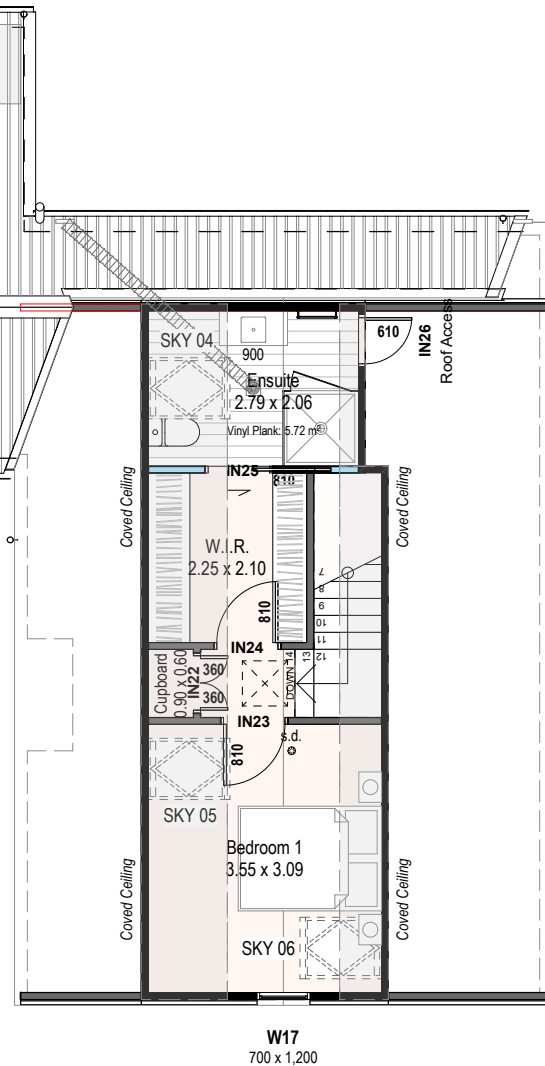 SKY 04
900
610
IN26
Roof Access
Ensuite
2.79 x 2.06
Vinyl Plank: 5.72 m²
Coved Ceiling
IN25
810
Coved Ceiling
W.I.R.
2.25 x 2.10
7
8
9
10
11
12
810
IN24
Cupboard
0.90 x 0.60
IN22
360
360
DOWN 14
13
IN23
s.d.
810
SKY 05
Bedroom 1
3.55 x 3.09
Coved Ceiling
Coved Ceiling
SKY 06
W17
700 x 1,200